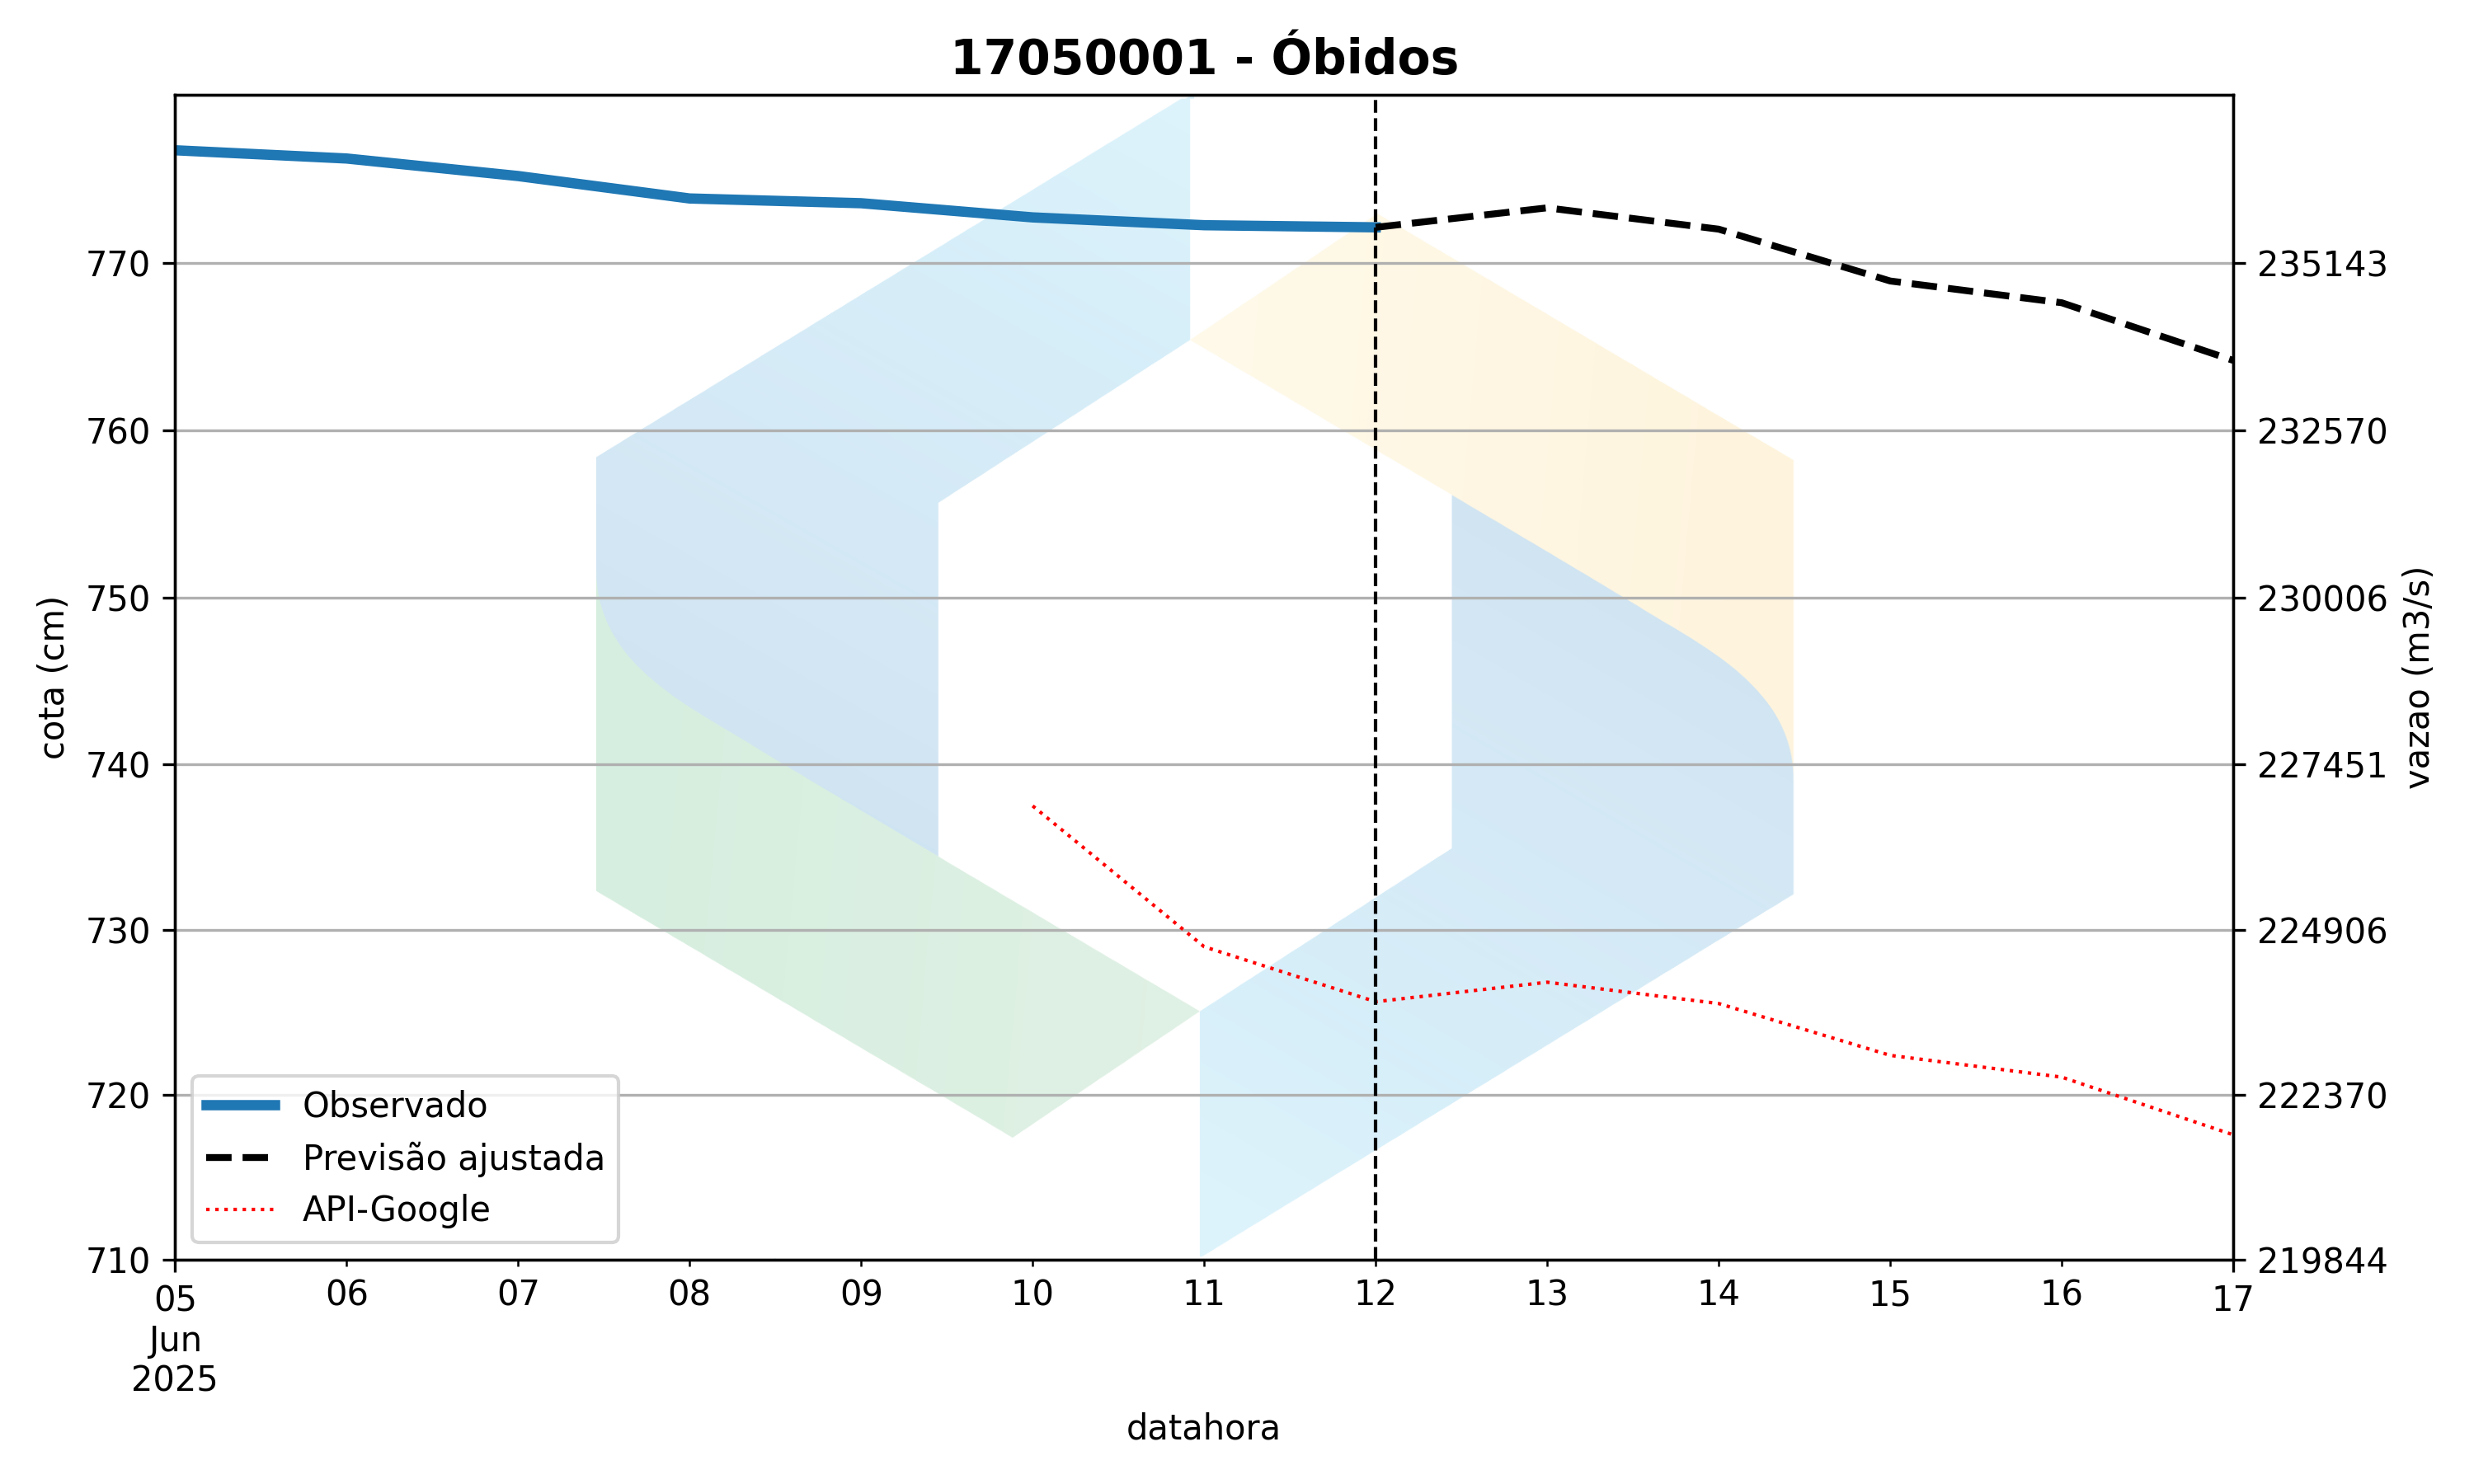 17050001 - Óbidos
770
760
750
740
730
720
710
cota (cm)
235143
232570
230006
227451
224906
222370
219844
vazao (m3/s)
Observado
Previsão ajustada
API-Google
05 06 07 08 09 10 11 12 13 14 15 16 17
Jun
2025
datahora